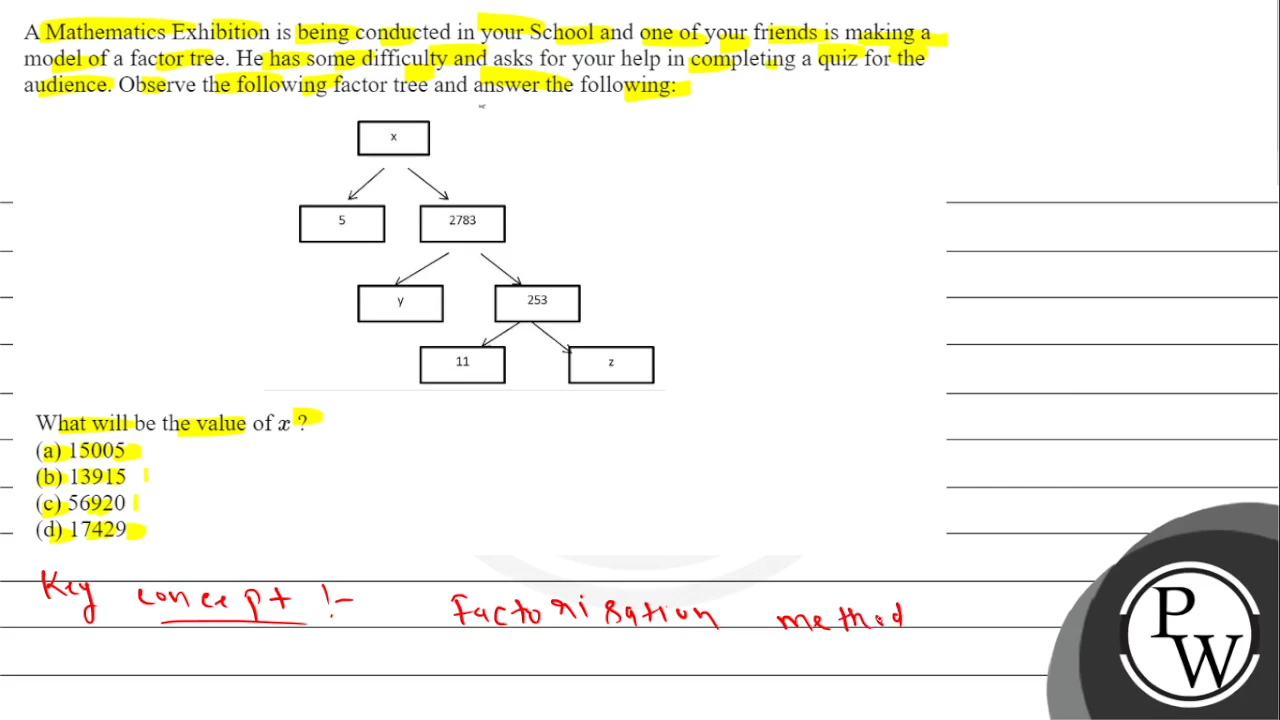 A Mathematics Exhibition is being conducted in your School and one of your friends is making a
model of a factor tree. He has some difficulty and asks for your help in completing a quiz for the
audience. Observe the following factor tree and answer the following:
x
5
2783
y
253
11
z
What will be the value of x ?
(a) 15005
(b) 13915
(c) 56920
(d) 17429
Key concept :- Factorisation method
P
W